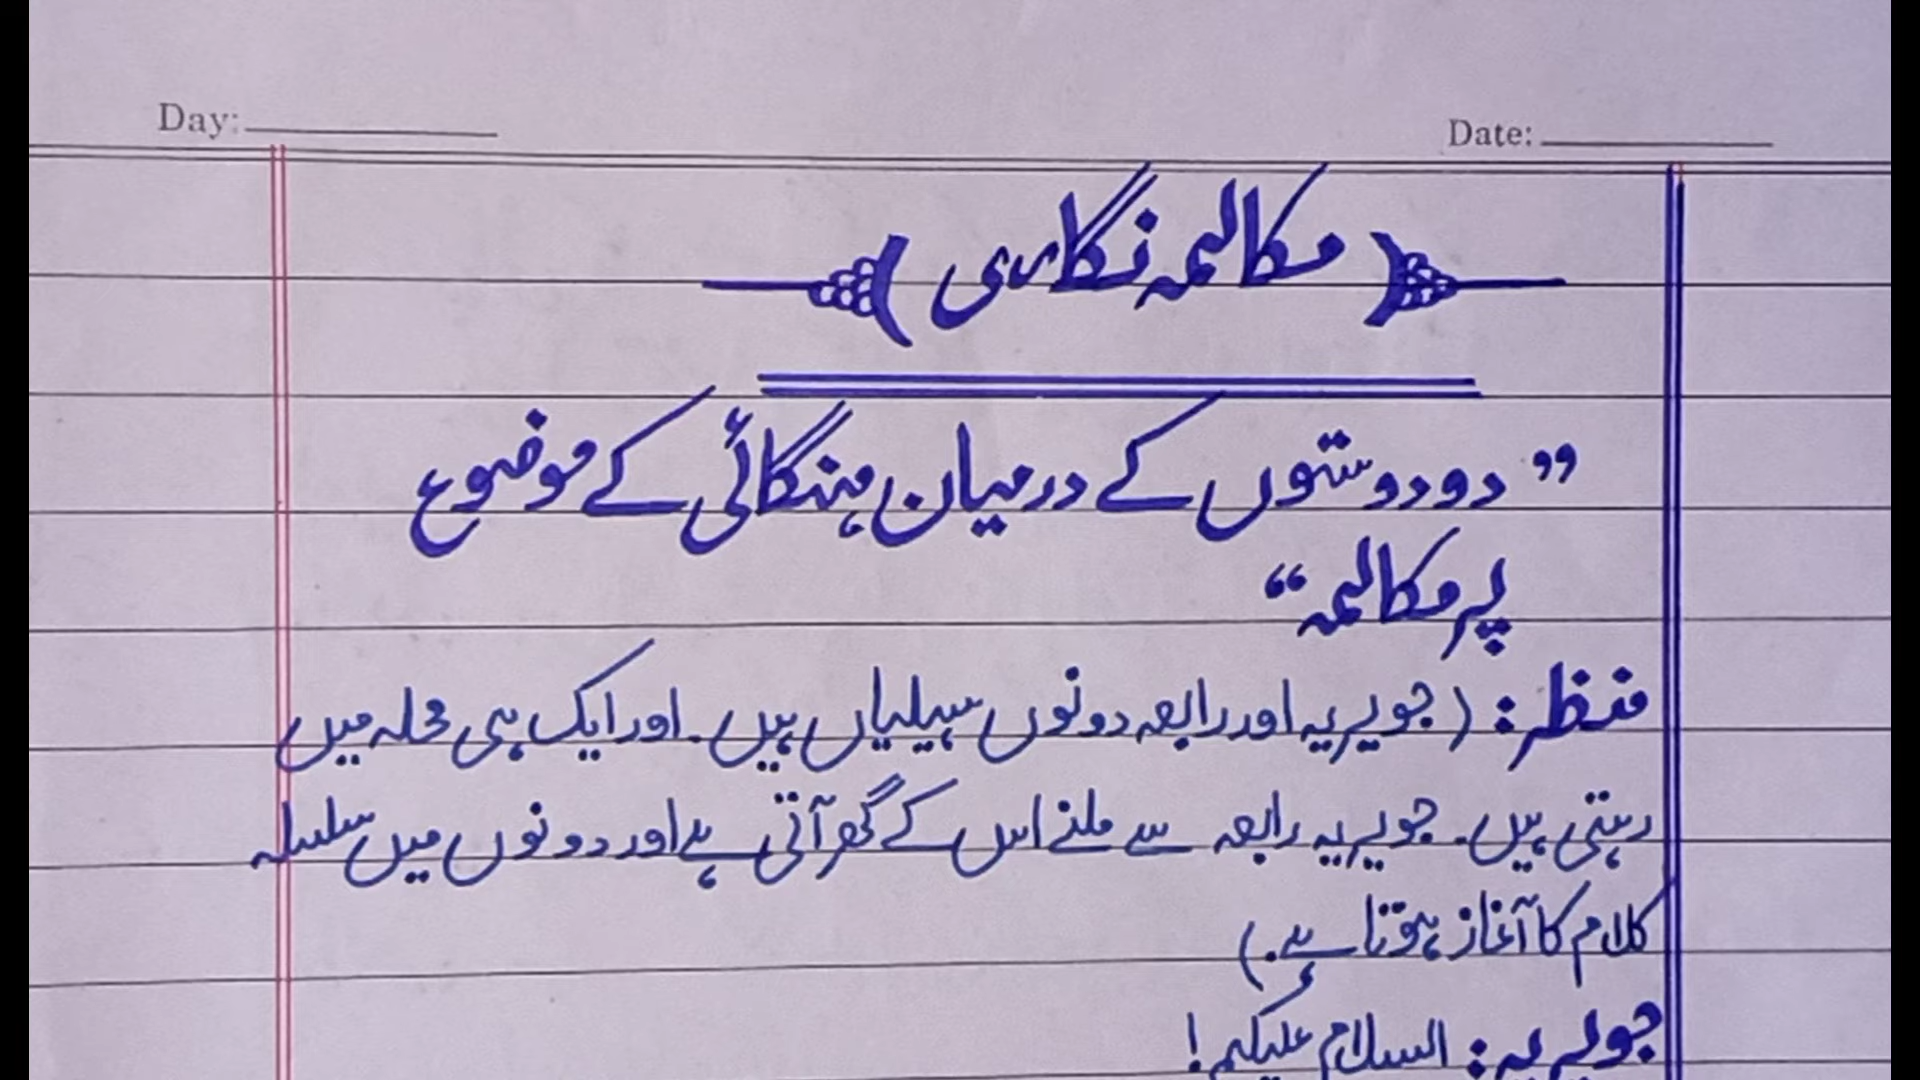 Day:
Date:
(مکالمہ نگاری)
”دو دوستوں کے درمیان مہنگائی کے موضوع
پر مکالمہ“
منظر: (جویریہ اور رابعہ دونوں سہیلیاں ہیں۔ اور ایک ہی محلہ میں
رہتی ہیں۔ جویریہ رابعہ سے ملنے اس کے گھر آتی ہے اور دونوں میں سلسلہ
کلام کا آغاز ہوتا ہے۔)
جویریہ: السلام علیکم!